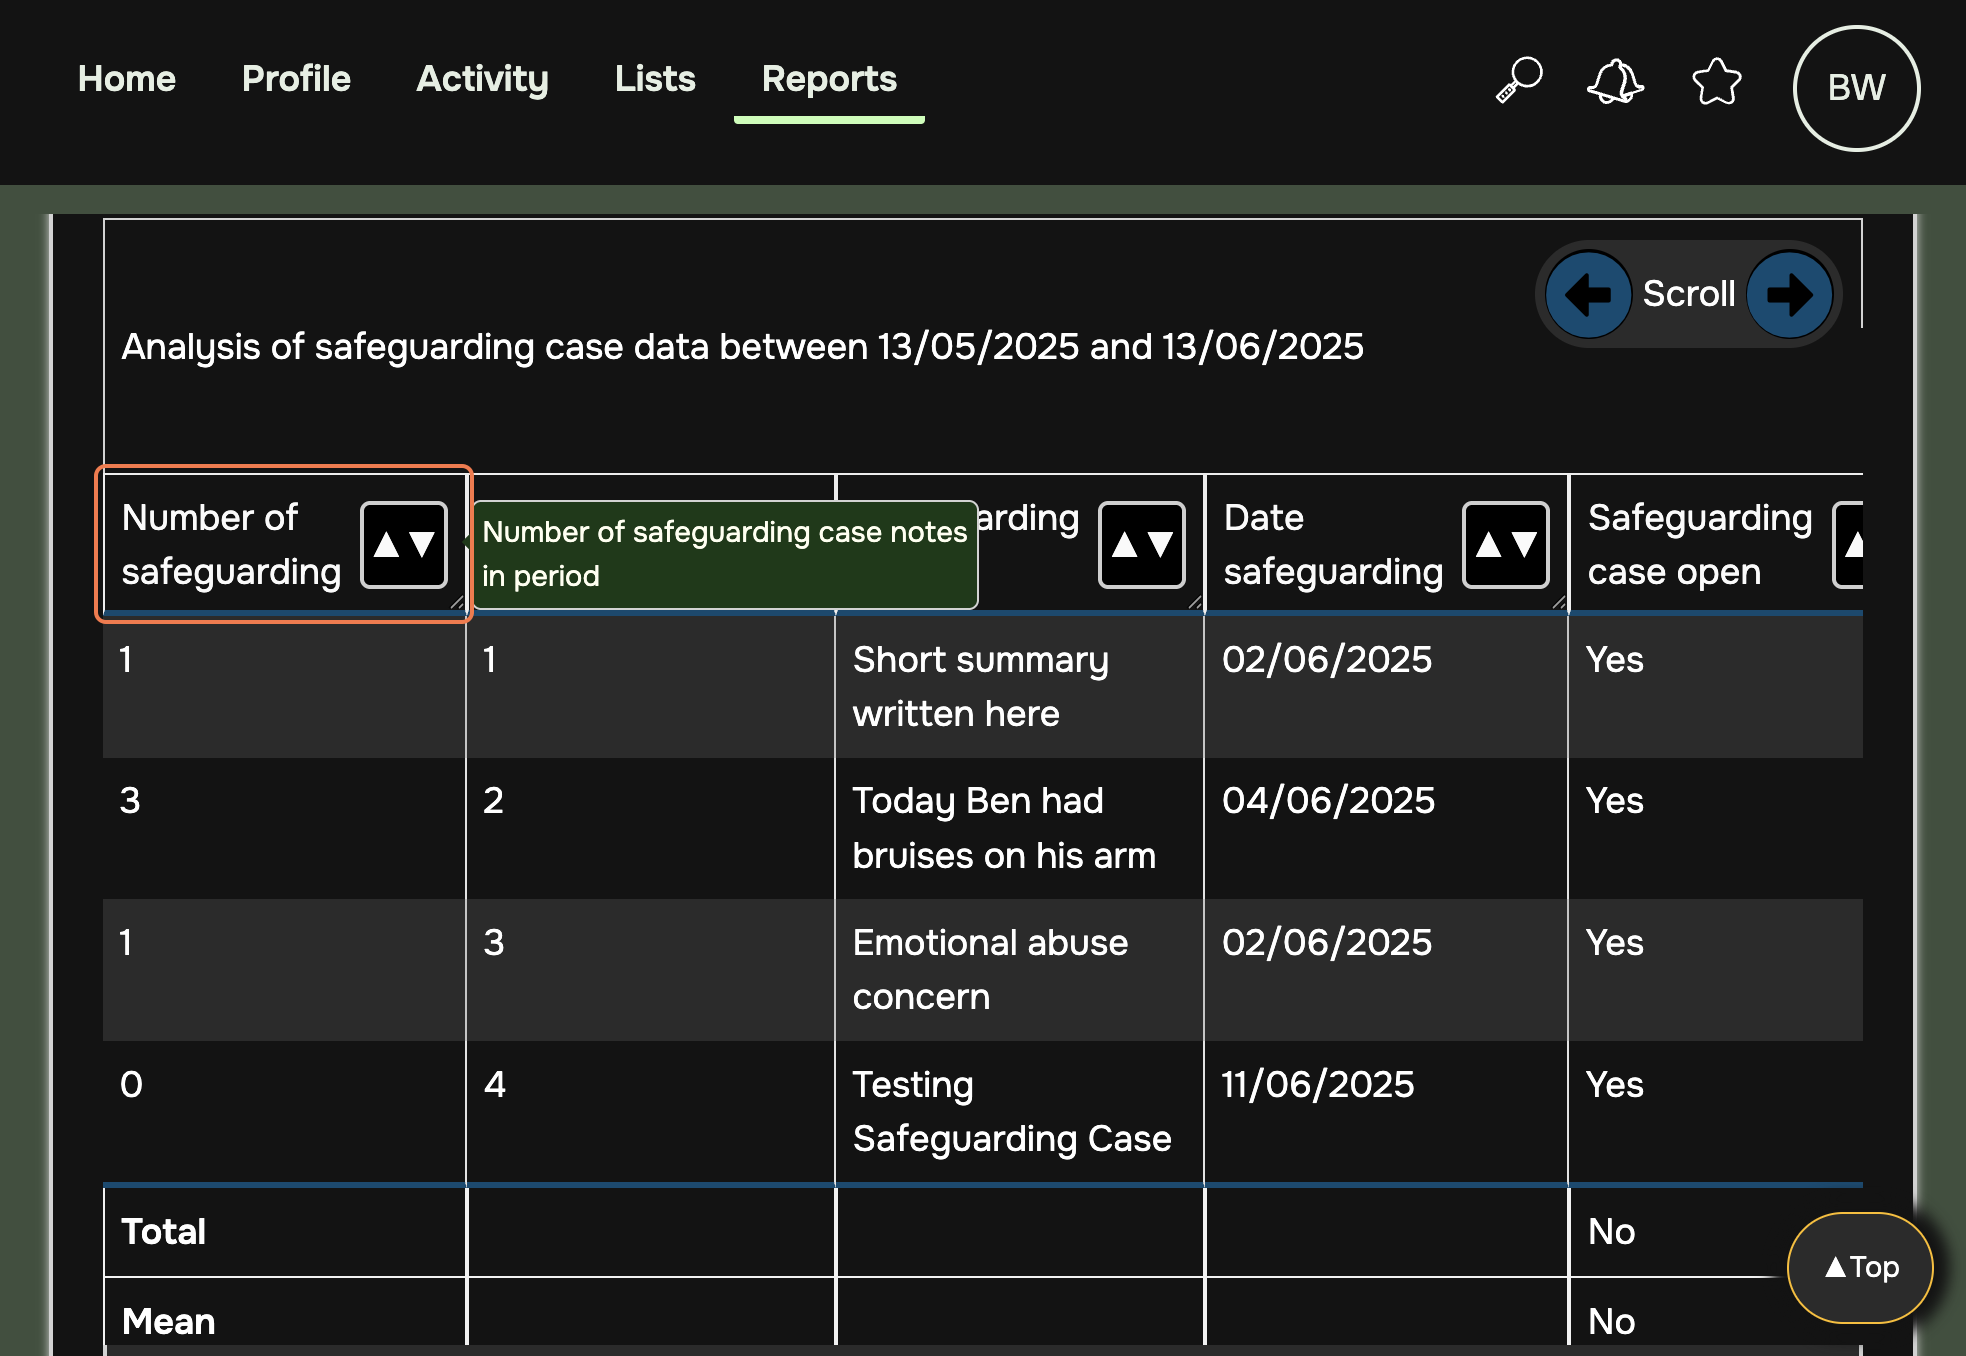 Home Profile Activity Lists Reports BW
Scroll
Analysis of safeguarding case data between 13/05/2025 and 13/06/2025
Number of safeguarding ▲▼
Number of safeguarding case notes
in period
arding ▲▼
Date safeguarding ▲▼
Safeguarding case open ▲
1 1 Short summary written here 02/06/2025 Yes
3 2 Today Ben had bruises on his arm 04/06/2025 Yes
1 3 Emotional abuse concern 02/06/2025 Yes
0 4 Testing Safeguarding Case 11/06/2025 Yes
Total No
▲Top
Mean No